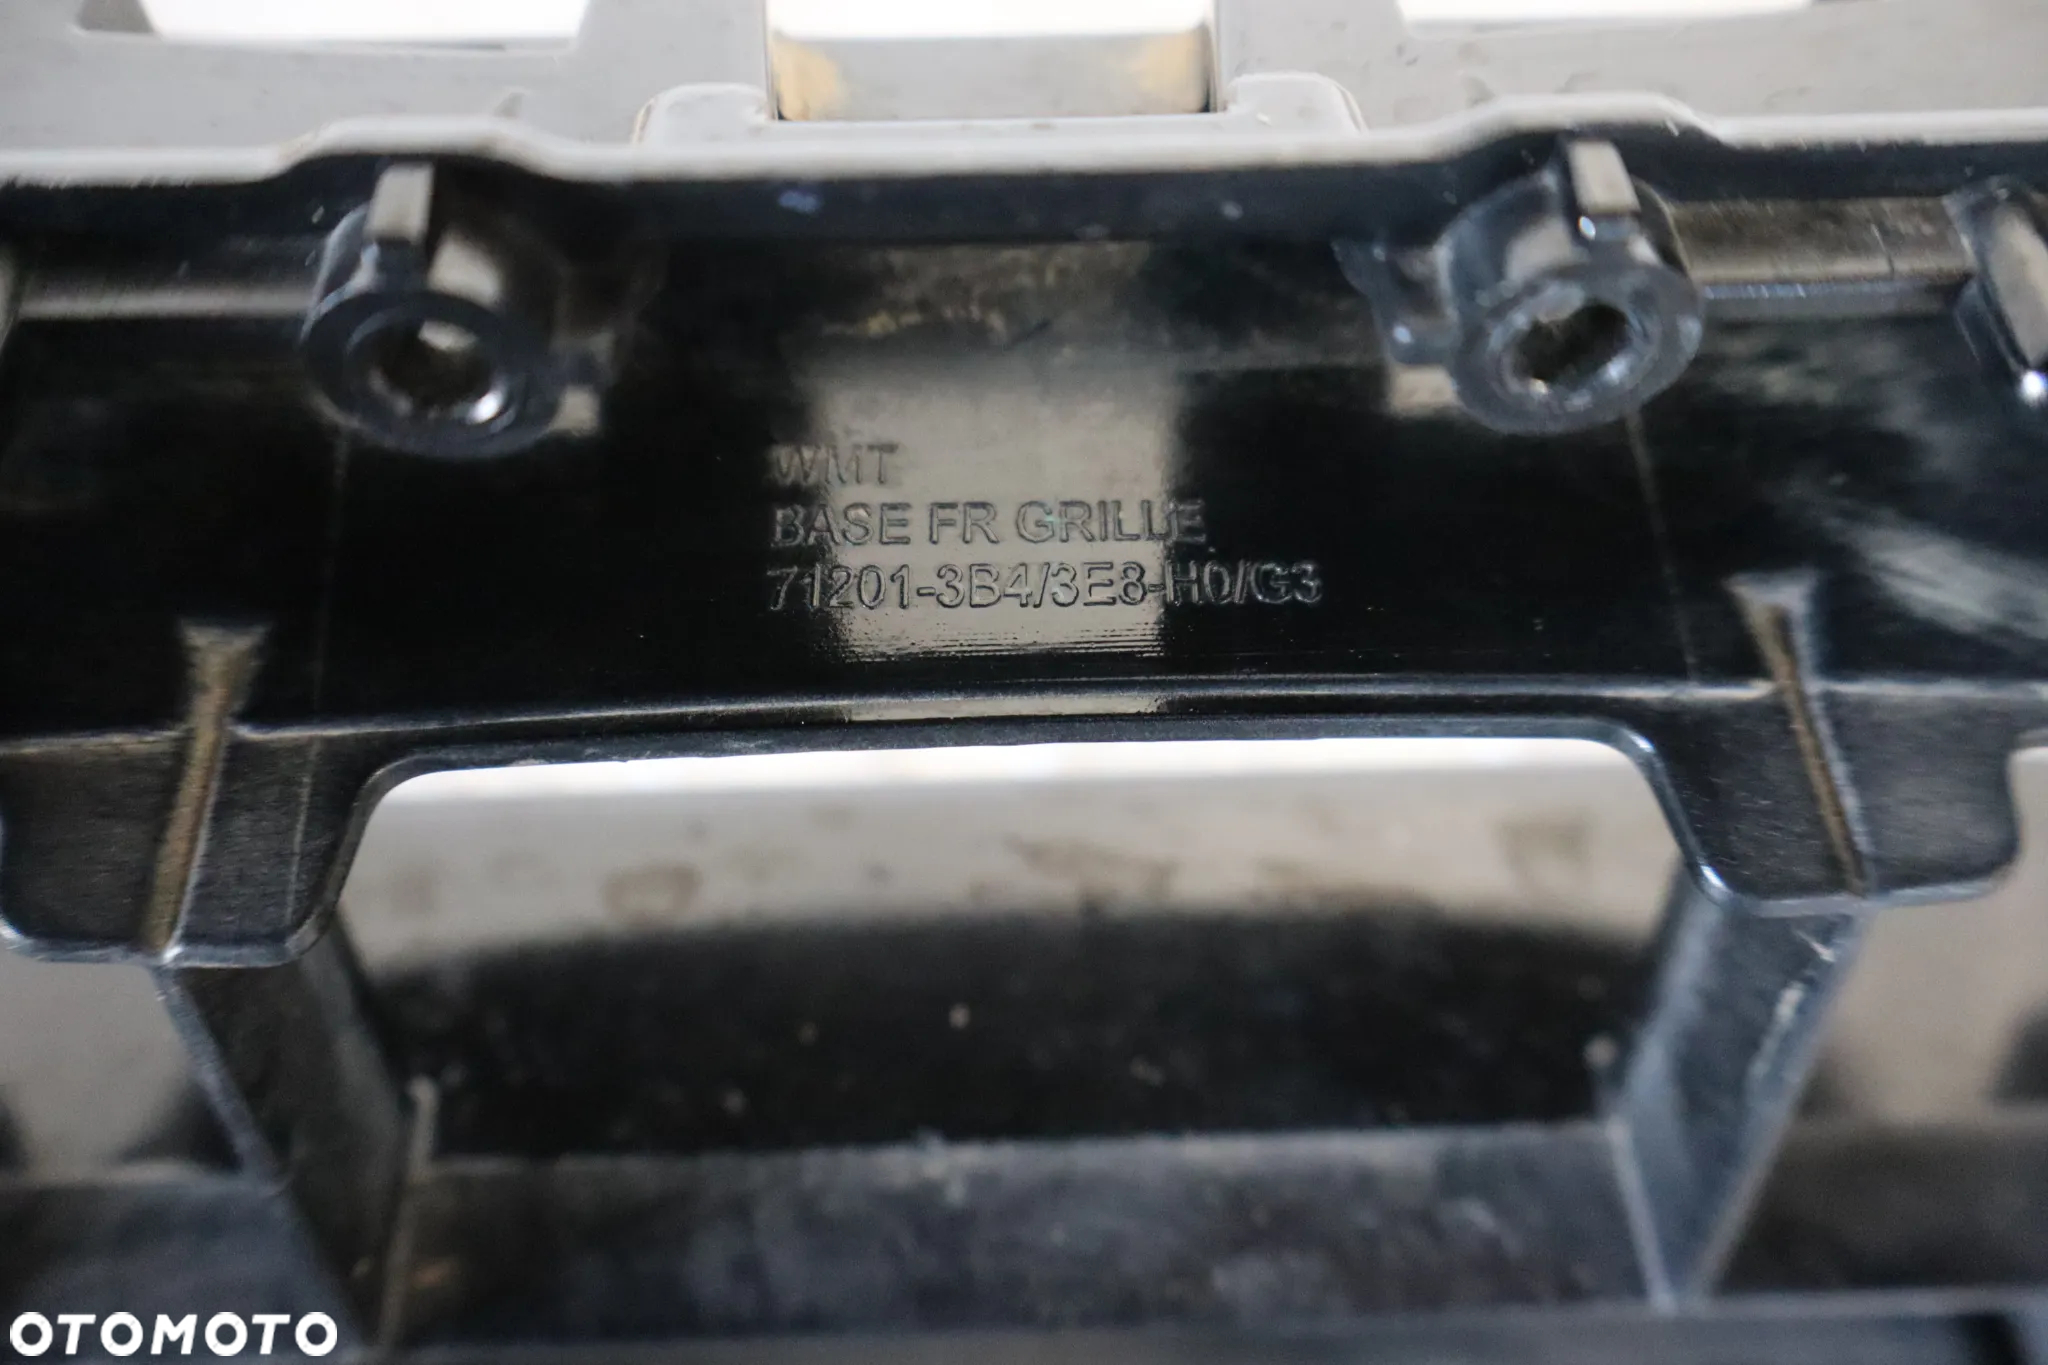 WMT
BASE FR GRILLE
71201-3B4/3E8-H0/G3
OTOMOTO